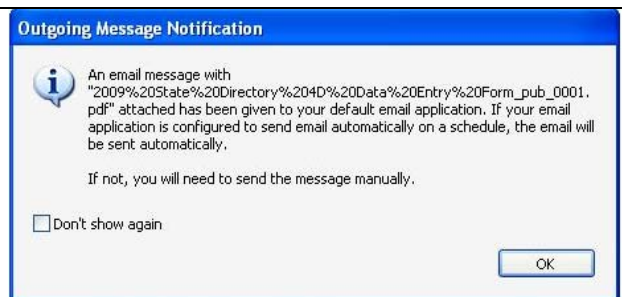 Outgoing Message Notification
An email message with
"2009%20State%20Directory%204D%20Data%20Entry%20Form_pub_0001.
pdf" attached has been given to your default email application. If your email
application is configured to send email automatically on a schedule, the email will
be sent automatically.
If not, you will need to send the message manually.
Don't show again
OK